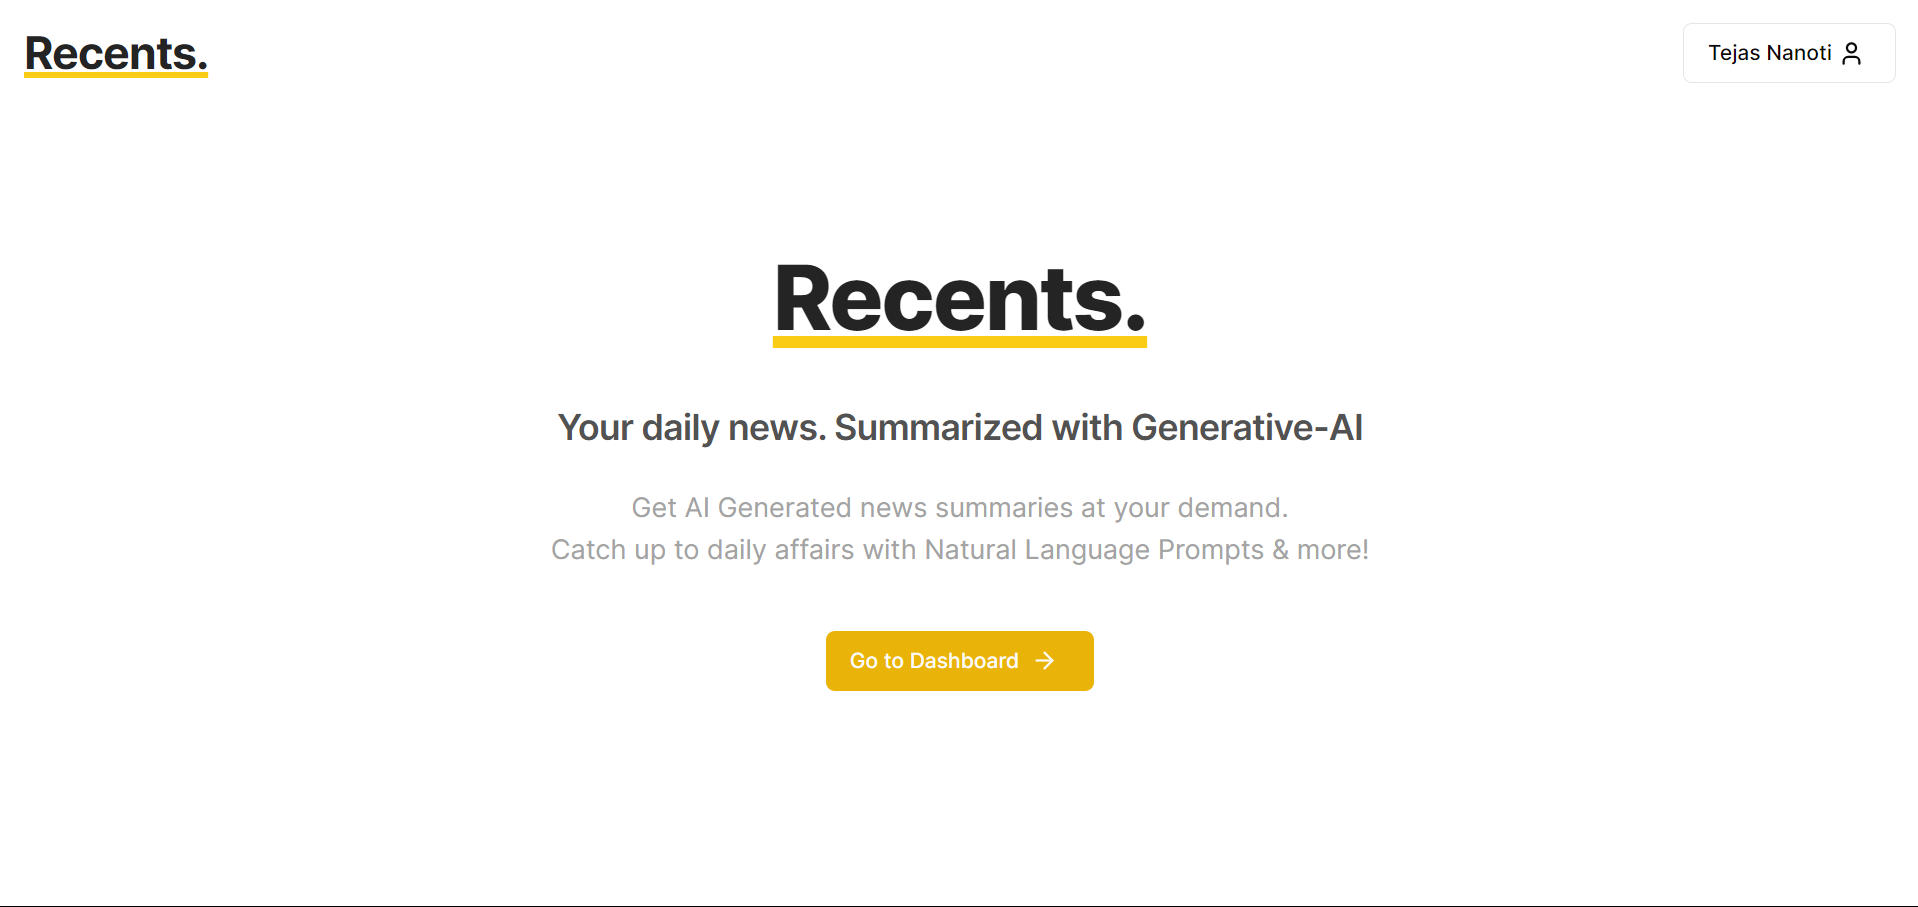 Recents.
Tejas Nanoti
Recents.
Your daily news. Summarized with Generative-AI
Get AI Generated news summaries at your demand.
Catch up to daily affairs with Natural Language Prompts & more!
Go to Dashboard